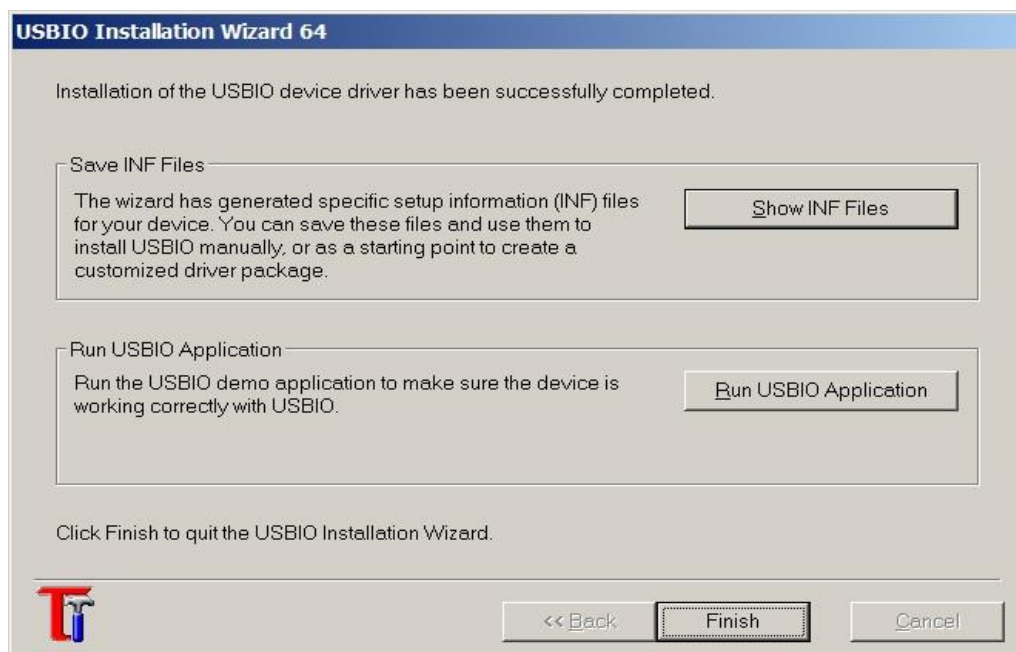 USBIO Installation Wizard 64
Installation of the USBIO device driver has been successfully completed.
Save INF Files
The wizard has generated specific setup information (INF) files
for your device. You can save these files and use them to
install USBIO manually, or as a starting point to create a
customized driver package.
Show INF Files
Run USBIO Application
Run the USBIO demo application to make sure the device is
working correctly with USBIO.
Run USBIO Application
Click Finish to quit the USBIO Installation Wizard.
<< Back
Finish
Cancel